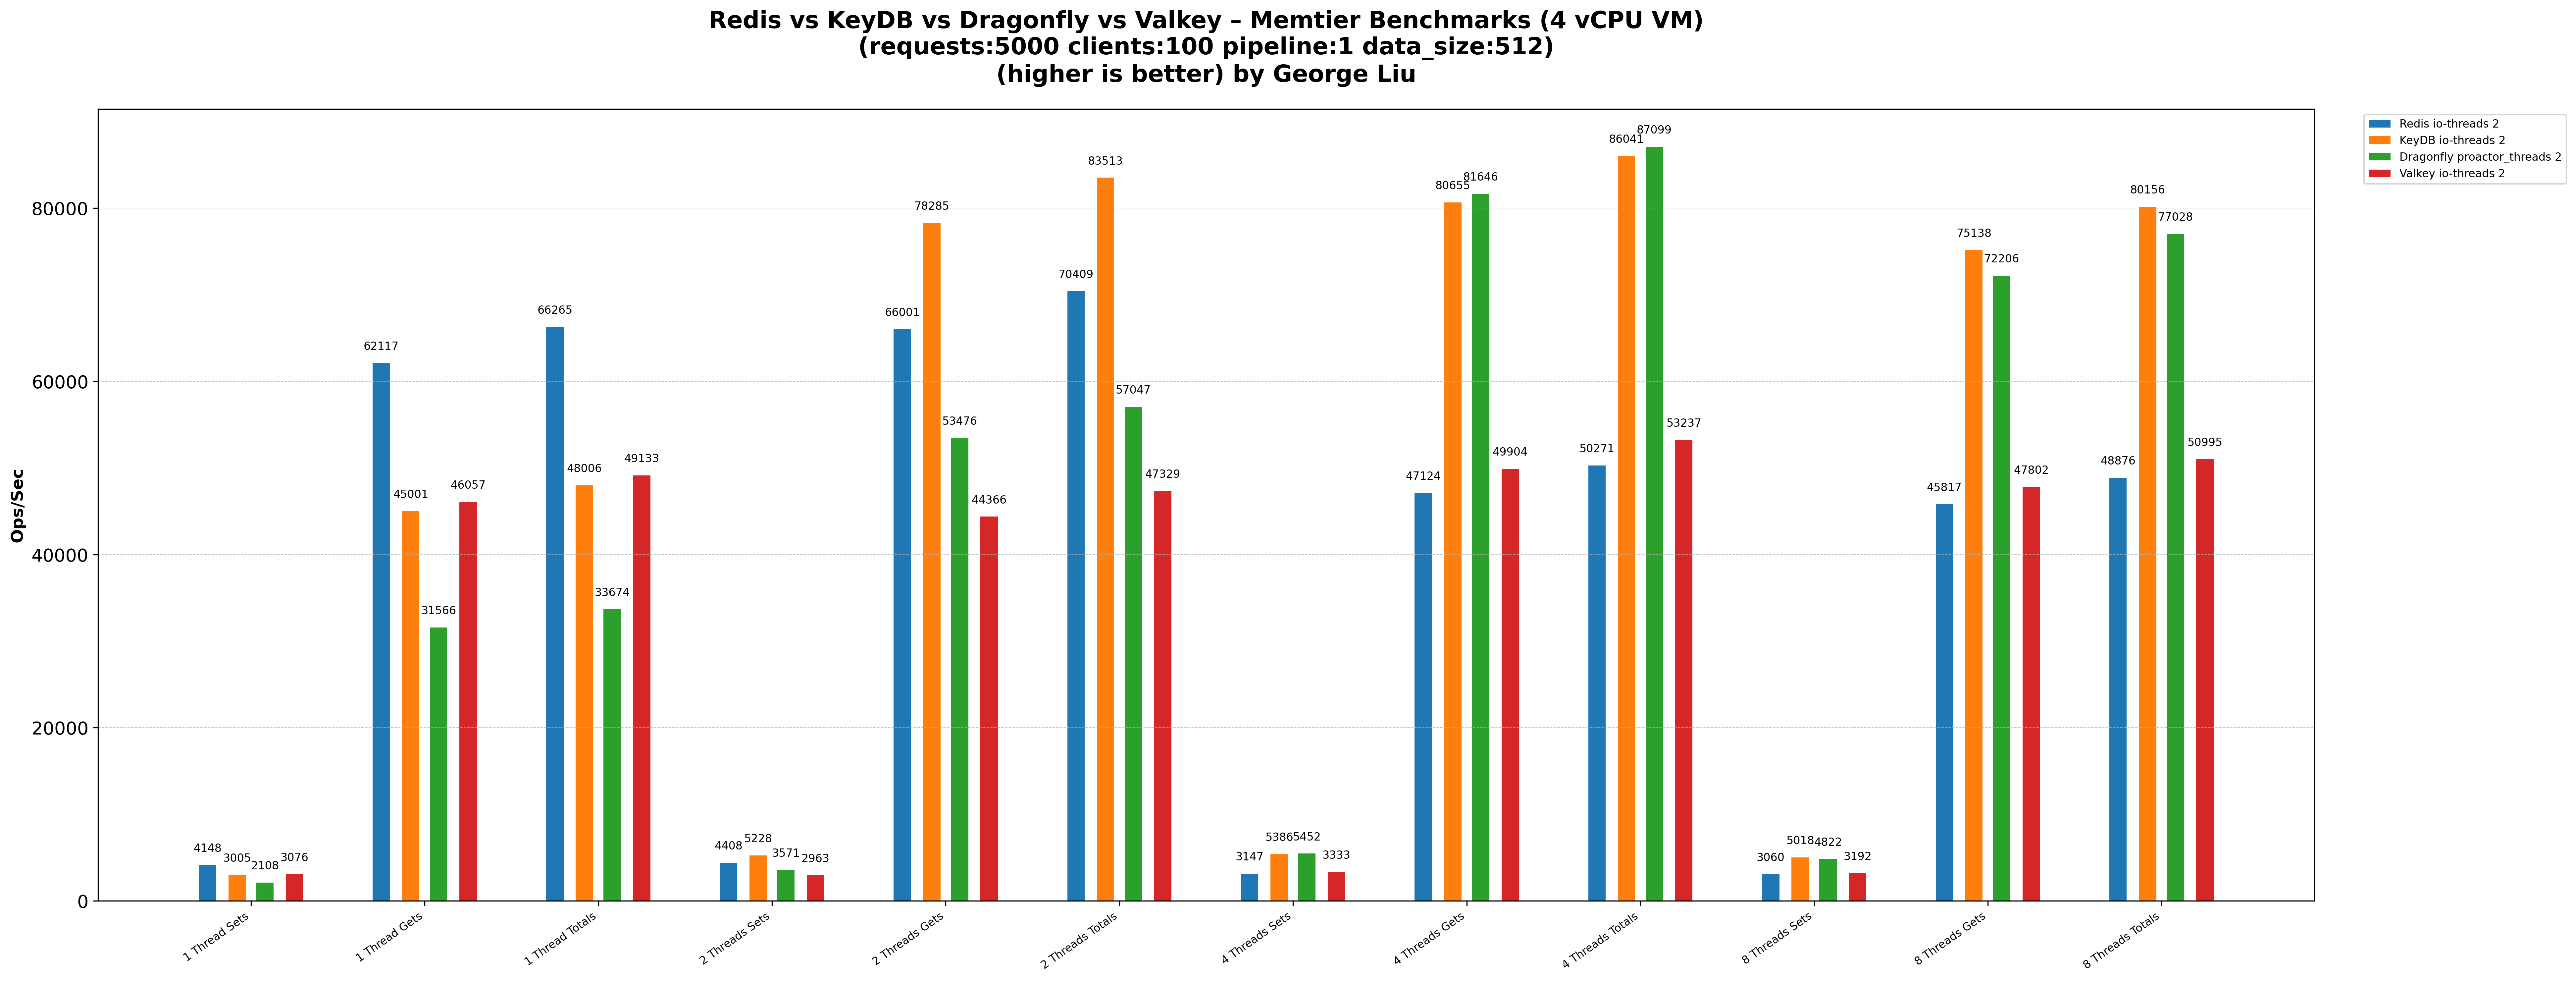 Redis vs KeyDB vs Dragonfly vs Valkey – Memtier Benchmarks (4 vCPU VM)
(requests:5000 clients:100 pipeline:1 data_size:512)
(higher is better) by George Liu
Redis io-threads 2
KeyDB io-threads 2
Dragonfly proactor_threads 2
Valkey io-threads 2
Ops/Sec
80000
60000
40000
20000
0
4148
3005
2108
3076
62117
45001
31566
46057
66265
48006
33674
49133
4408
5228
3571
2963
66001
78285
53476
44366
70409
83513
57047
47329
3147
5386
5452
3333
47124
80655
81646
49904
50271
86041
87099
53237
3060
5018
4822
3192
45817
75138
72206
47802
48876
80156
77028
50995
1 Thread Sets
1 Thread Gets
1 Thread Totals
2 Threads Sets
2 Threads Gets
2 Threads Totals
4 Threads Sets
4 Threads Gets
4 Threads Totals
8 Threads Sets
8 Threads Gets
8 Threads Totals